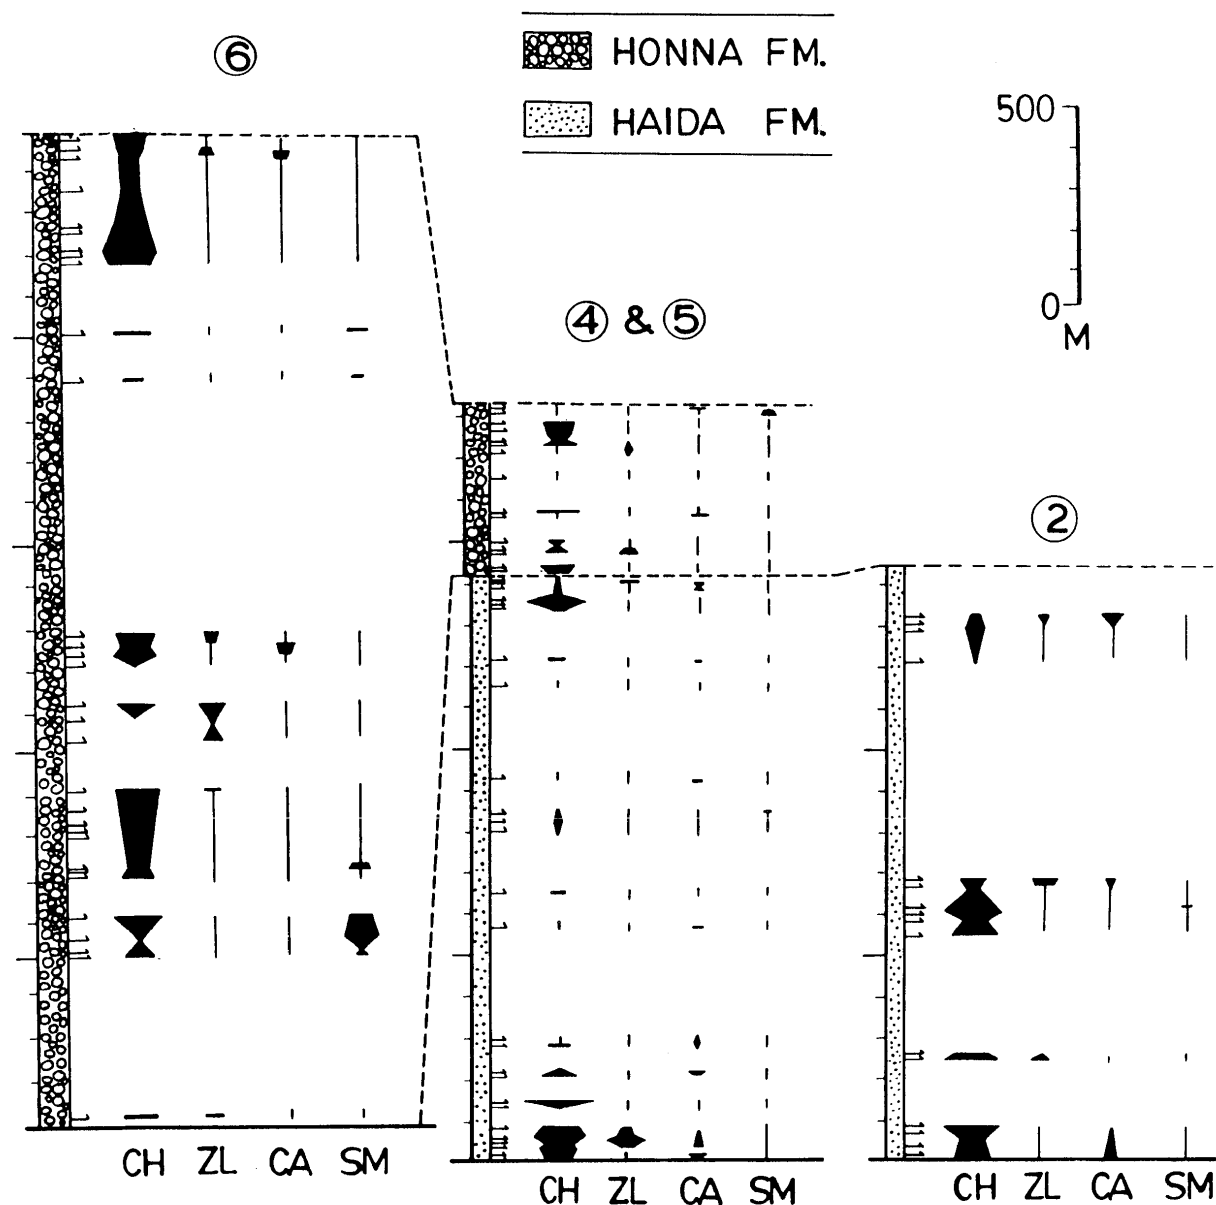 ⑥
HONNA FM.
HAIDA FM.
500
0
M
④ & ⑤
②
CH ZL CA SM
CH ZL CA SM
CH ZL CA SM